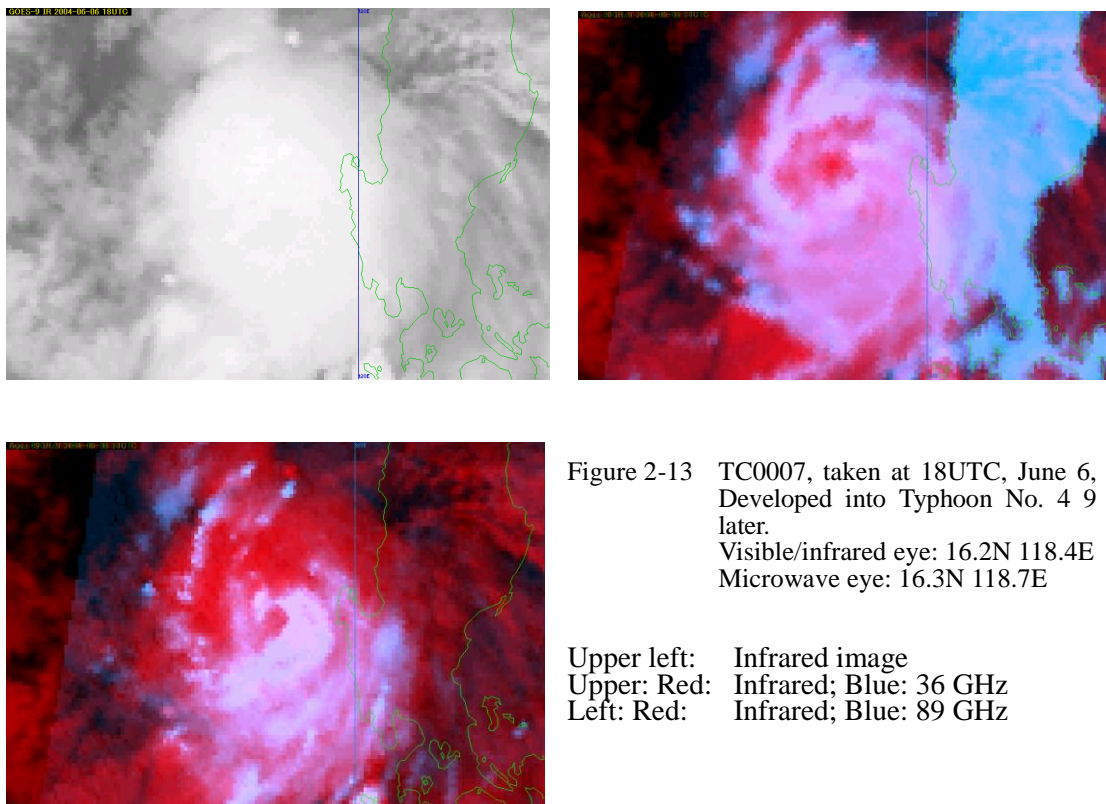 GOES-9 IR 2004-06-06 18UTC
120E
120E
Figure 2-13 TC0007, taken at 18UTC, June 6,
Developed into Typhoon No. 4 9
later.
Visible/infrared eye: 16.2N 118.4E
Microwave eye: 16.3N 118.7E
Upper left: Infrared image
Upper: Red: Infrared; Blue: 36 GHz
Left: Red: Infrared; Blue: 89 GHz